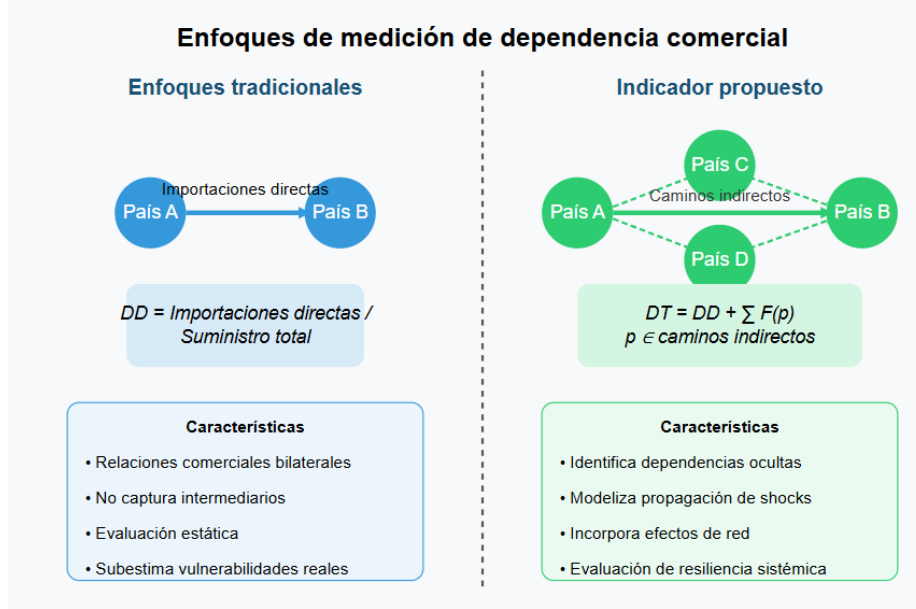 Enfoques de medición de dependencia comercial
Enfoques tradicionales
Importaciones directas
País A
País B
DD = Importaciones directas /
Suministro total
Características
• Relaciones comerciales bilaterales
• No captura intermediarios
• Evaluación estática
• Subestima vulnerabilidades reales
Indicador propuesto
País C
Caminos indirectos
País A
País B
País D
DT = DD + ∑ F(p)
p ∈ caminos indirectos
Características
• Identifica dependencias ocultas
• Modeliza propagación de shocks
• Incorpora efectos de red
• Evaluación de resiliencia sistémica